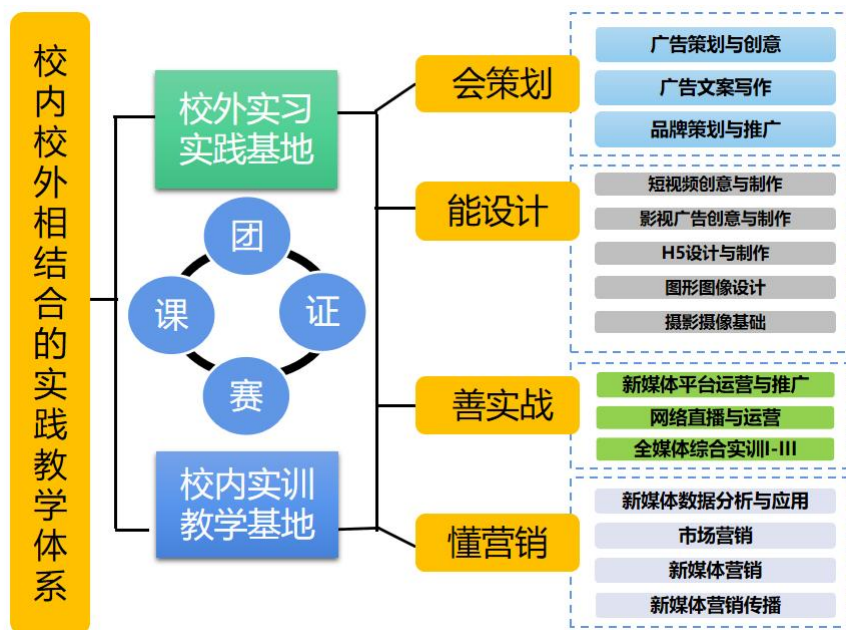 校内校外相结合的实践教学体系
校外实习
实践基地
团
课
证
赛
校内实训
教学基地
会策划
广告策划与创意
广告文案写作
品牌策划与推广
能设计
短视频创意与制作
影视广告创意与制作
H5设计与制作
图形图像设计
摄影摄像基础
善实战
新媒体平台运营与推广
网络直播与运营
全媒体综合实训I-III
懂营销
新媒体数据分析与应用
市场营销
新媒体营销
新媒体营销传播